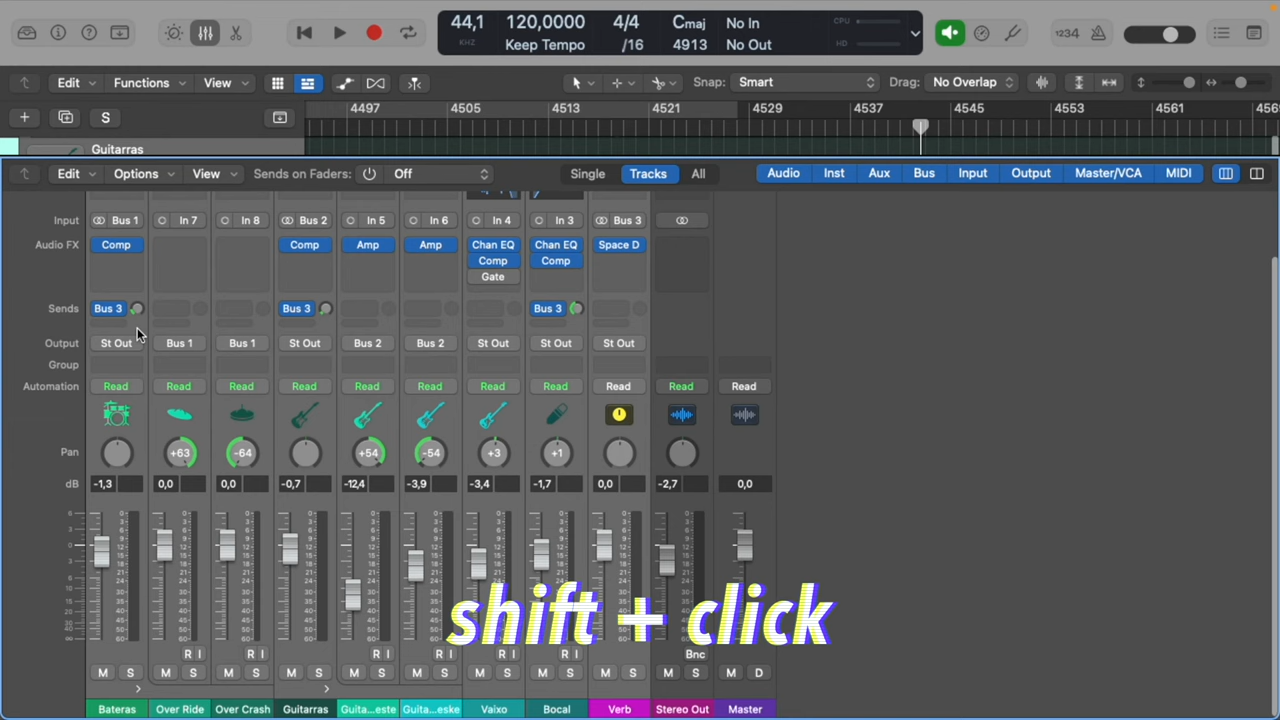 44,1 120,0000 4/4 Cmaj No In CPU
KHZ Keep Tempo /16 4913 No Out HD
1234
Edit Functions View Snap: Smart Drag: No Overlap
S 4497 4505 4513 4521 4529 4537 4545 4553 4561
Guitarras
Edit Options View Sends on Faders: Off Single Tracks All Audio Inst Aux Bus Input Output Master/VCA MIDI
Input Bus 1 In 7 In 8 Bus 2 In 5 In 6 In 4 In 3 Bus 3
Audio FX Comp Comp Amp Amp Chan EQ Chan EQ Space D
Comp Comp
Gate
Sends Bus 3 Bus 3 Bus 3
Output St Out Bus 1 Bus 1 St Out Bus 2 Bus 2 St Out St Out St Out
Group
Automation Read Read Read Read Read Read Read Read Read Read Read
Pan +63 -64 +54 -54 +3 +1
dB -1,3 0,0 0,0 -0,7 -12,4 -3,9 -3,4 -1,7 0,0 -2,7 0,0
shift + click
R I R I R I R I R I R I Bnc
M S M S M S M S M S M S M S M S M S M S M D
Bateras Over Ride Over Crash Guitarras Guita...este Guita...eske Vaixo Bocal Verb Stereo Out Master